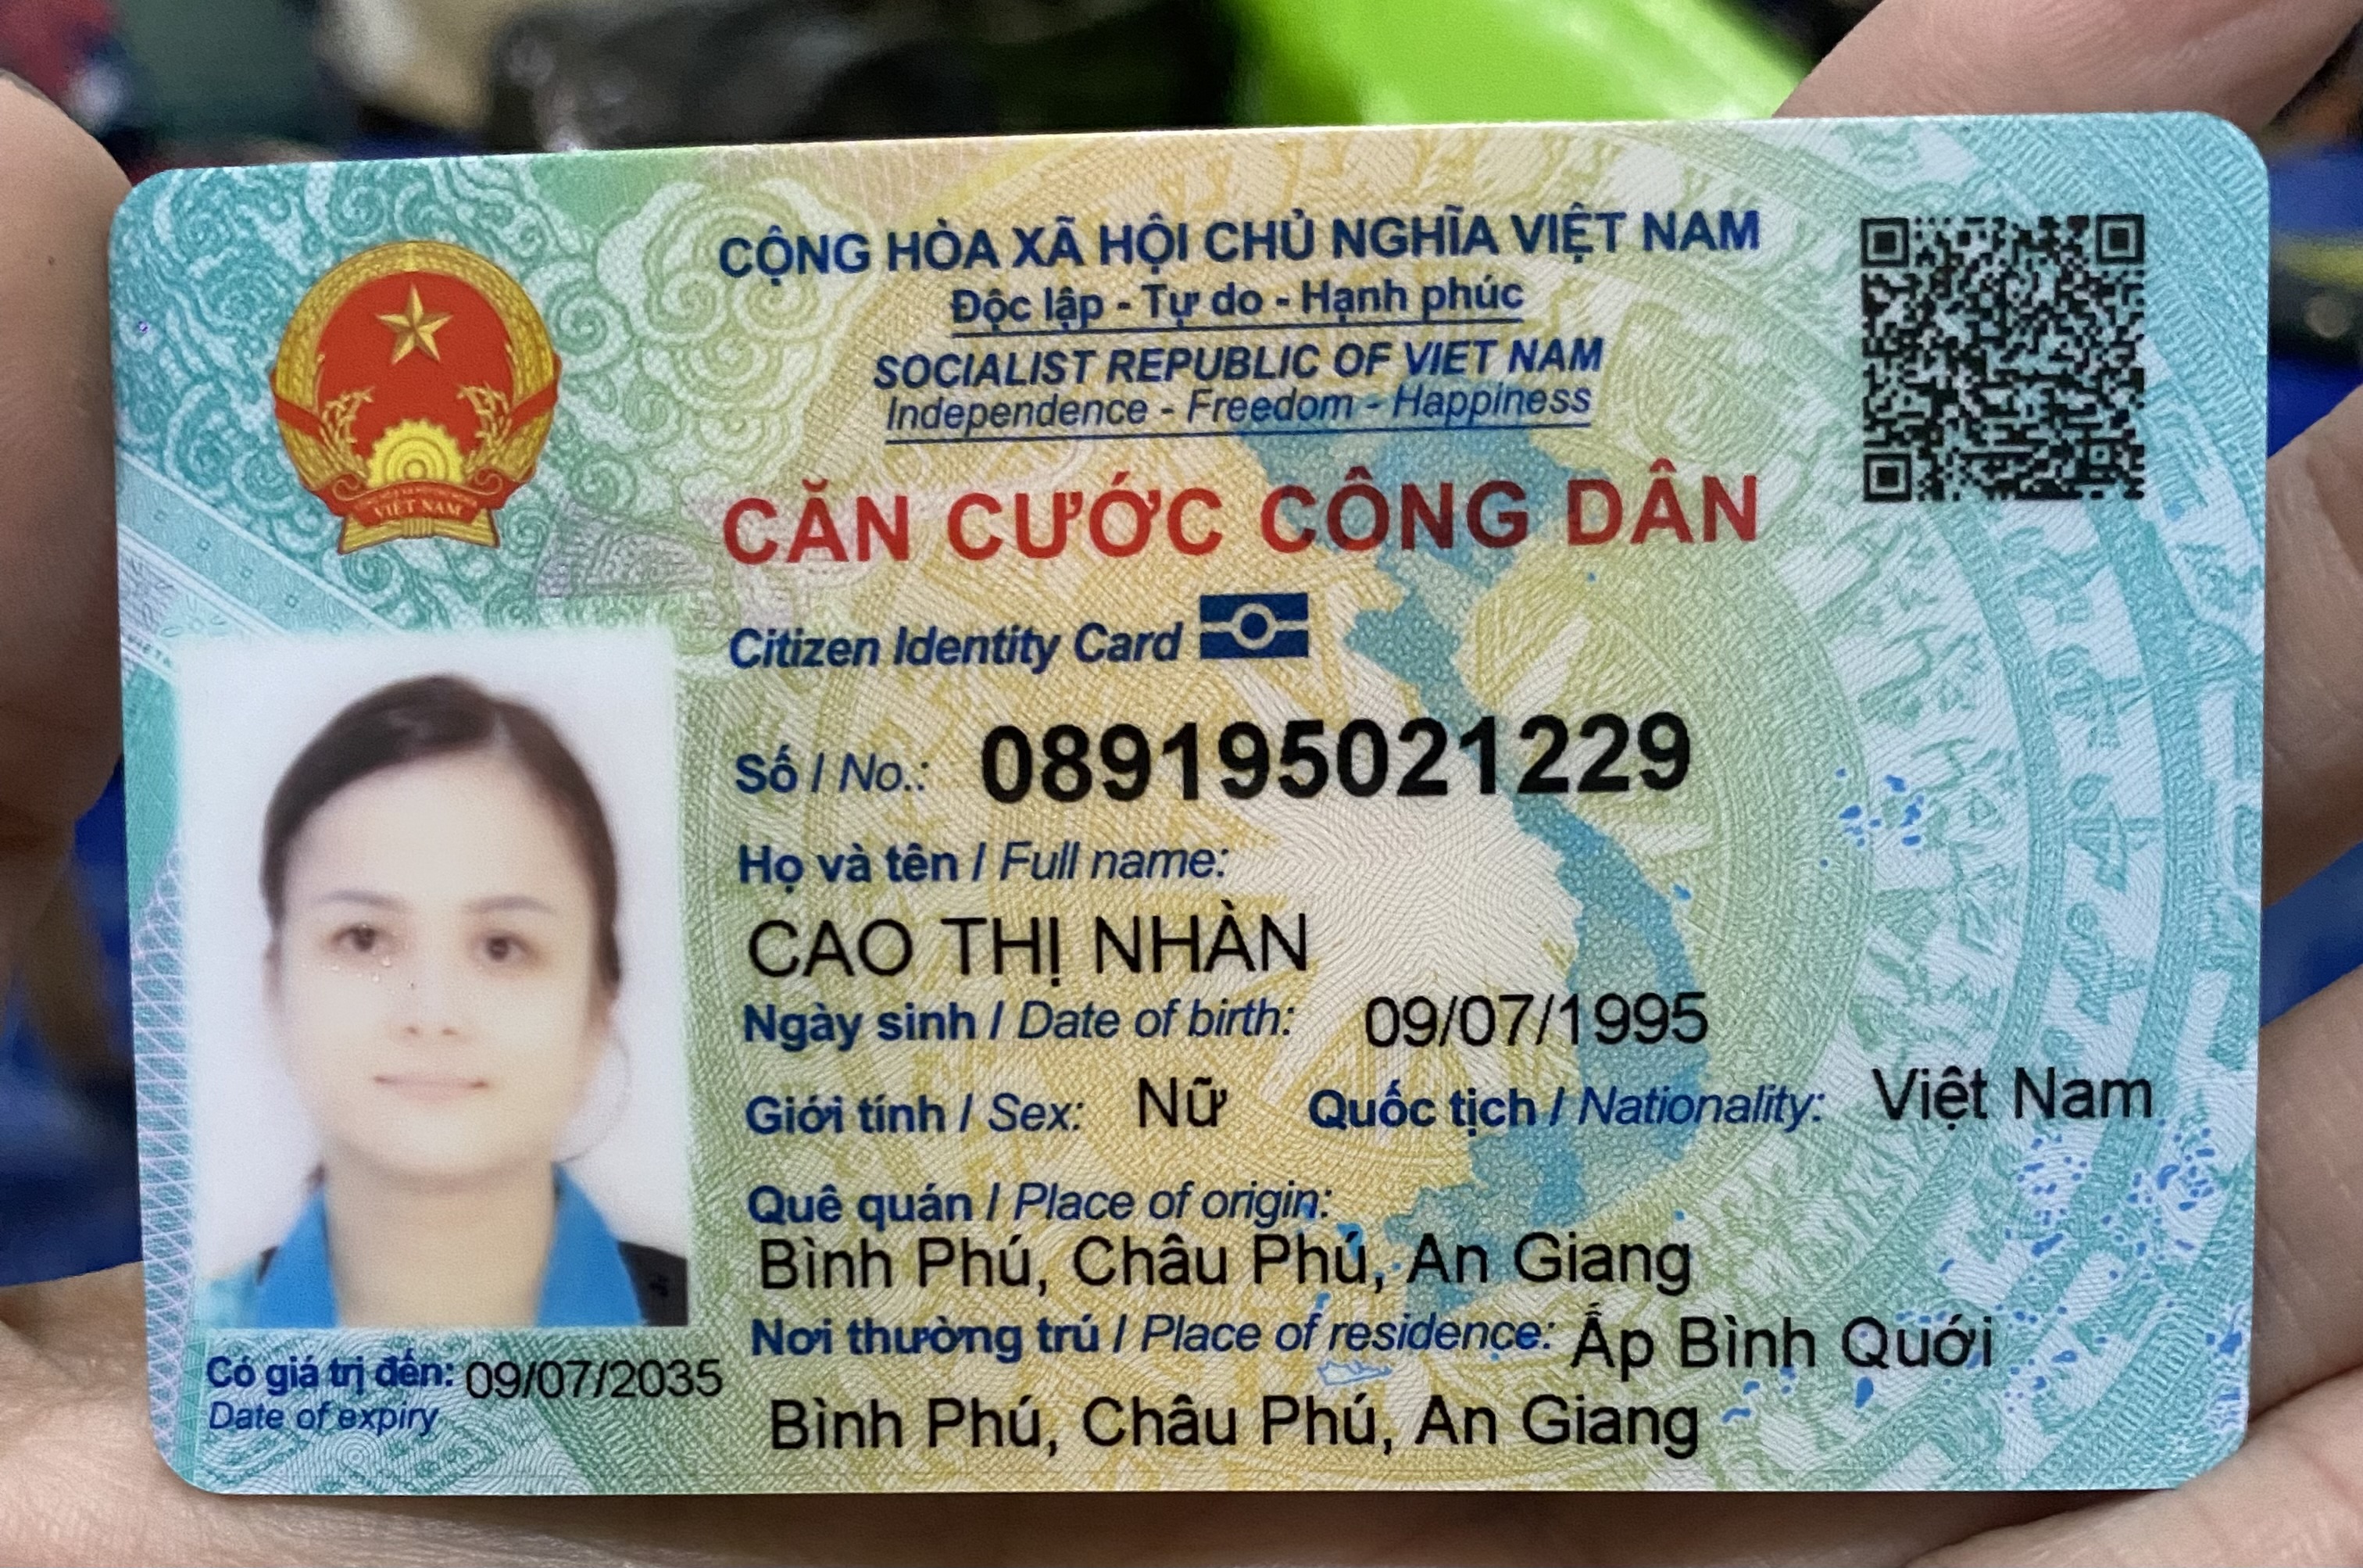 CỘNG HÒA XÃ HỘI CHỦ NGHĨA VIỆT NAM
Độc lập - Tự do - Hạnh phúc
SOCIALIST REPUBLIC OF VIET NAM
Independence - Freedom - Happiness
CĂN CƯỚC CÔNG DÂN
Citizen Identity Card
VIỆT NAM
Số / No.: 089195021229
Họ và tên / Full name:
CAO THỊ NHÀN
Ngày sinh / Date of birth: 09/07/1995
Giới tính / Sex: Nữ Quốc tịch / Nationality: Việt Nam
Quê quán / Place of origin:
Bình Phú, Châu Phú, An Giang
Nơi thường trú / Place of residence: Ấp Bình Quới
Bình Phú, Châu Phú, An Giang
Có giá trị đến: 09/07/2035
Date of expiry